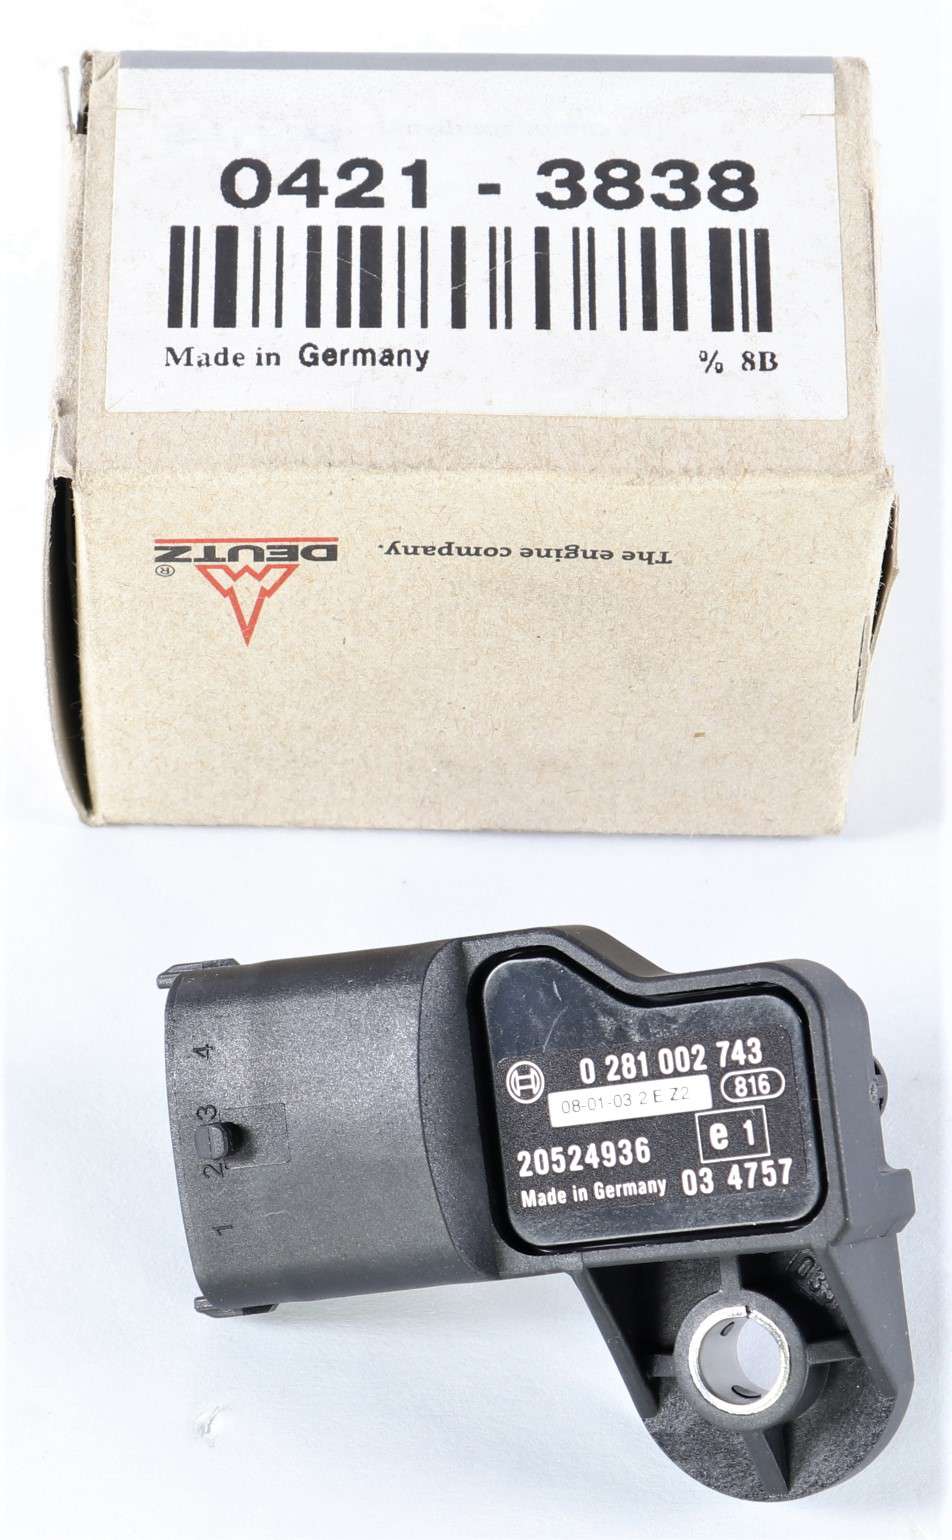 0421 - 3838
Made in Germany % 8B
DEUTZ®
The engine company.
0 281 002 743
816
08-01-03 2 E Z2
20524936 e 1
Made in Germany 03 4757
4
3
2
1